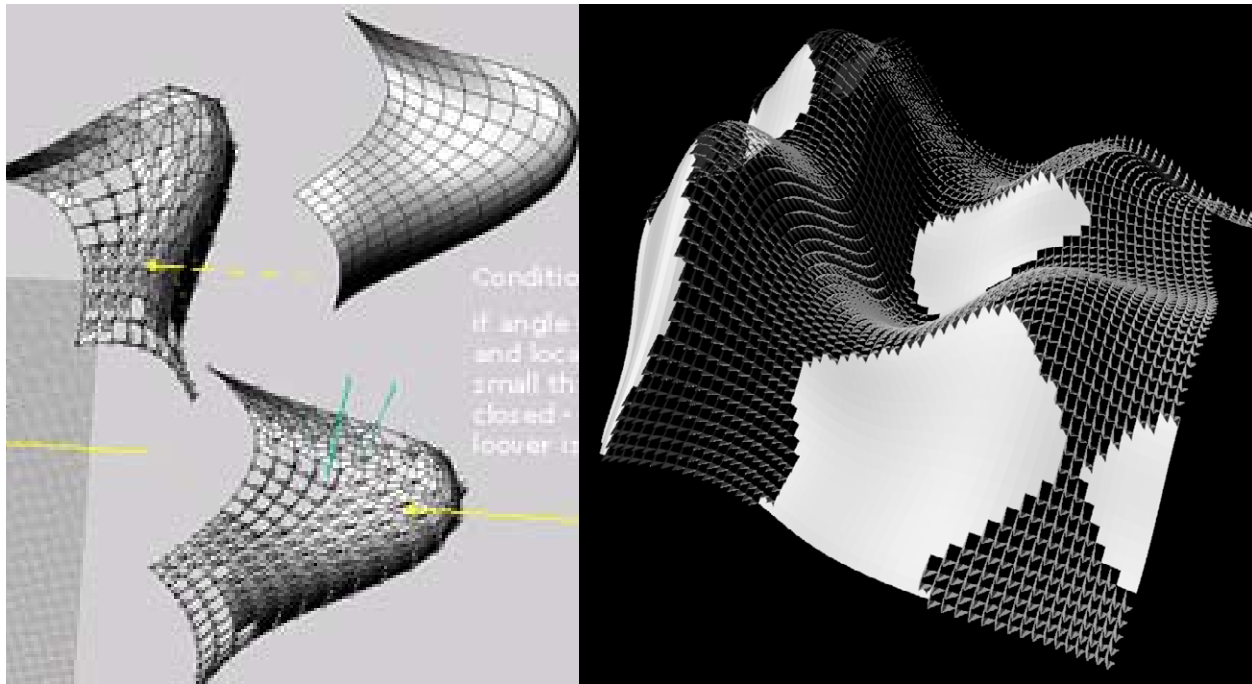 Conditio
if angle
and loca
small th
closed -
loover is